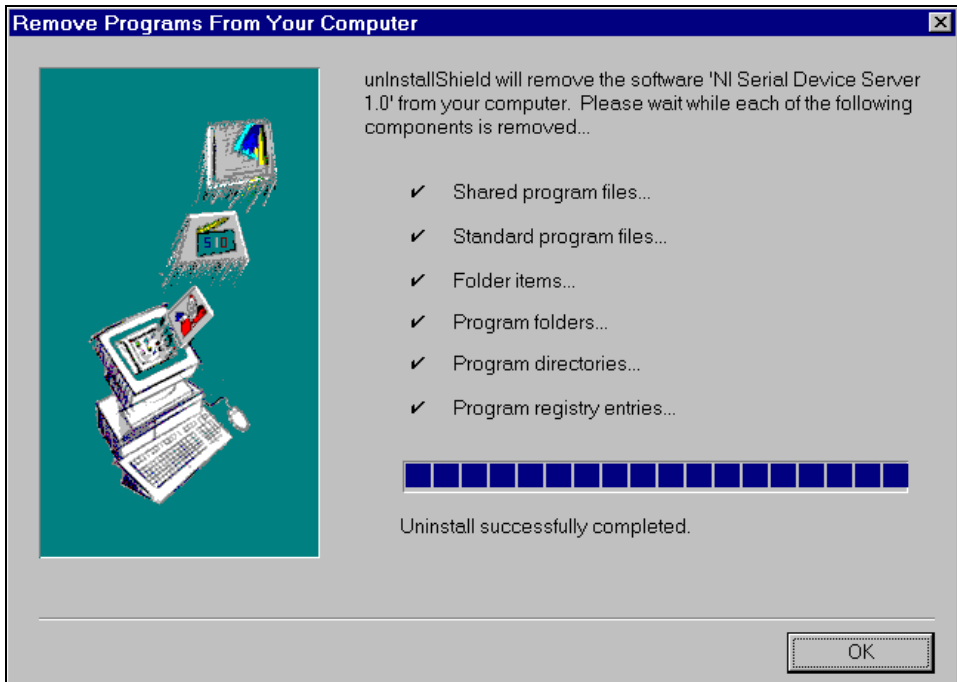 Remove Programs From Your Computer
unInstallShield will remove the software 'NI Serial Device Server
1.0' from your computer. Please wait while each of the following
components is removed...
✔ Shared program files...
✔ Standard program files...
✔ Folder items...
✔ Program folders...
✔ Program directories...
✔ Program registry entries...
Uninstall successfully completed.
OK